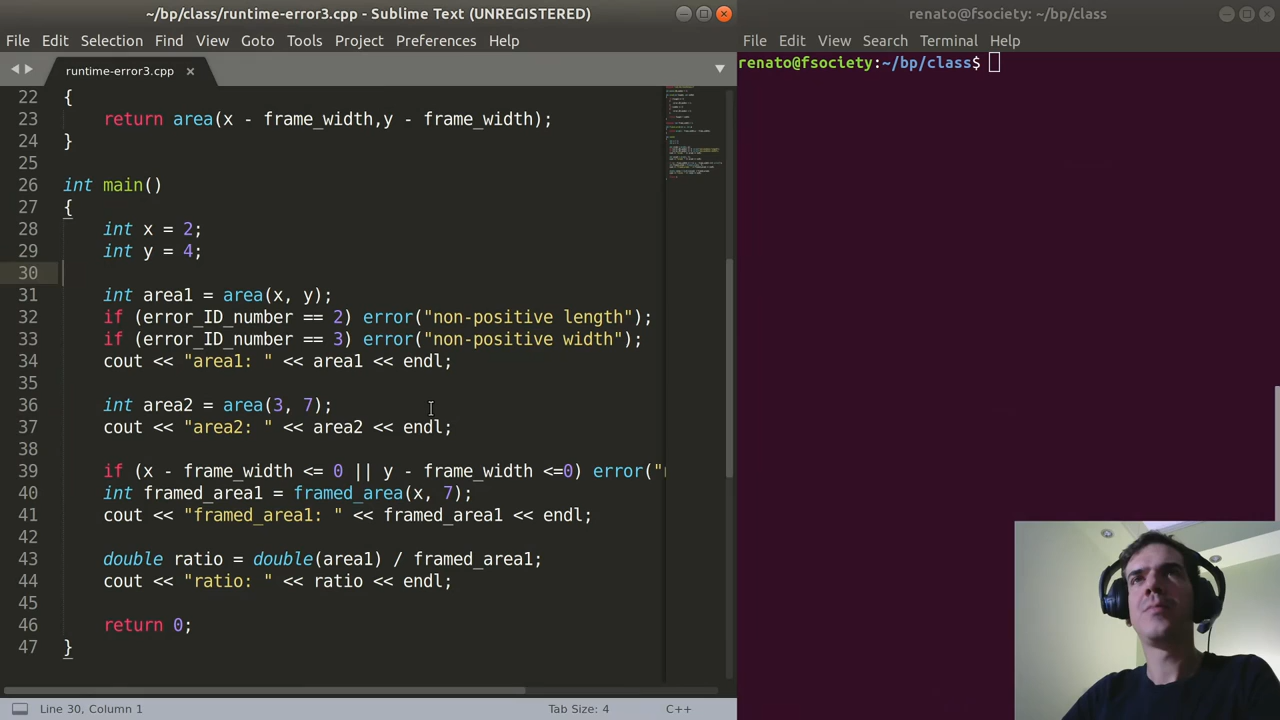 ~/bp/class/runtime-error3.cpp - Sublime Text (UNREGISTERED)
File Edit Selection Find View Goto Tools Project Preferences Help
runtime-error3.cpp
22 {
23 return area(x - frame_width,y - frame_width);
24 }
25
26 int main()
27 {
28 int x = 2;
29 int y = 4;
30
31 int area1 = area(x, y);
32 if (error_ID_number == 2) error("non-positive length");
33 if (error_ID_number == 3) error("non-positive width");
34 cout << "area1: " << area1 << endl;
35
36 int area2 = area(3, 7);
37 cout << "area2: " << area2 << endl;
38
39 if (x - frame_width <= 0 || y - frame_width <=0) error("
40 int framed_area1 = framed_area(x, 7);
41 cout << "framed_area1: " << framed_area1 << endl;
42
43 double ratio = double(area1) / framed_area1;
44 cout << "ratio: " << ratio << endl;
45
46 return 0;
47 }
Line 30, Column 1 Tab Size: 4 C++
renato@fsociety: ~/bp/class
File Edit View Search Terminal Help
renato@fsociety:~/bp/class$